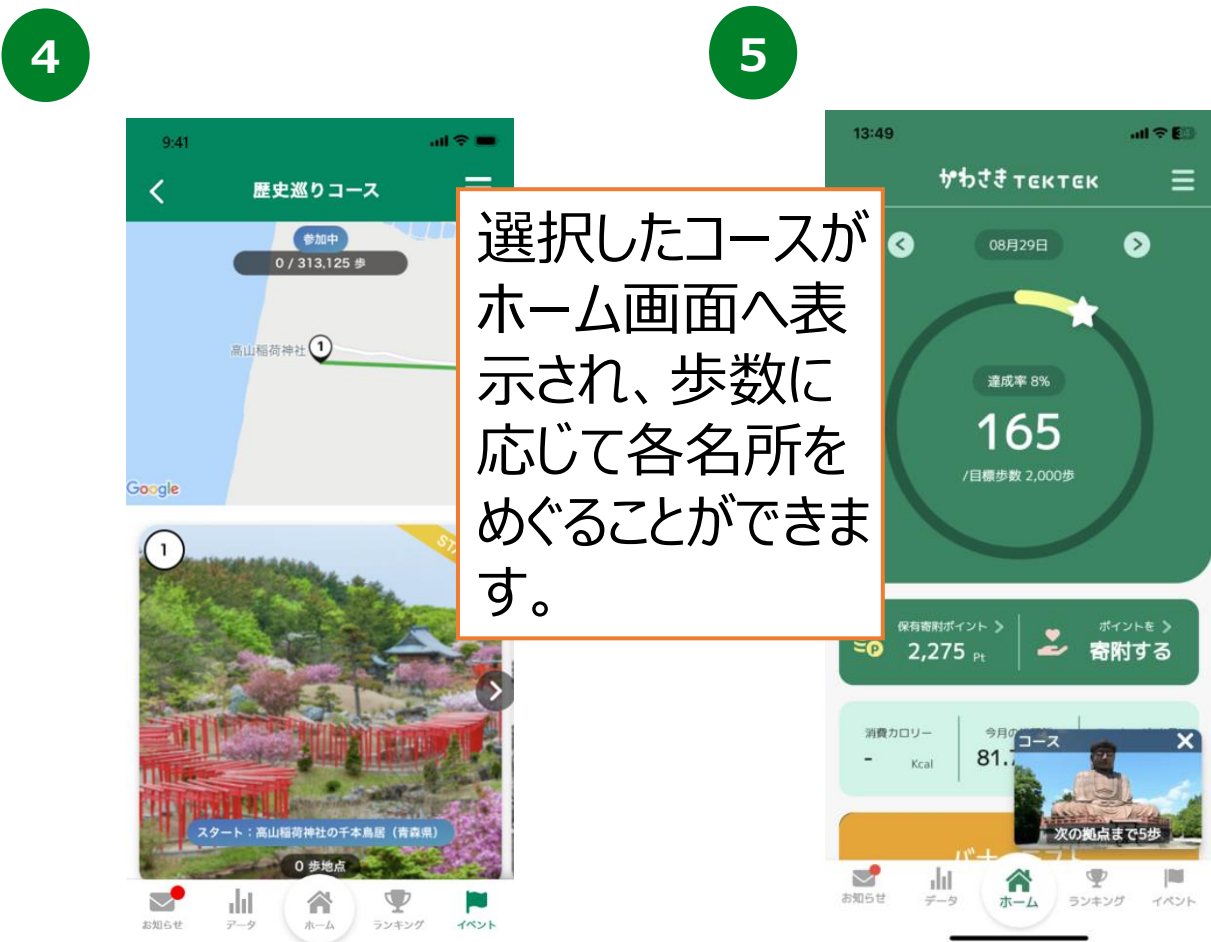 4
9:41
歴史巡りコース
参加中
0 / 313,125 歩
高山稲荷神社
1
Google
1
スタート：高山稲荷神社の千本鳥居（青森県）
0 歩地点
お知らせ
データ
ホーム
ランキング
イベント
選択したコースが
ホーム画面へ表
示され、歩数に
応じて各名所を
めぐることができま
す。
5
13:49
かわさき TEKTEK
08月29日
達成率 8%
165
/目標歩数 2,000歩
保有寄附ポイント
2,275 Pt
ポイントを
寄附する
消費カロリー
- Kcal
今月の
81.
コース
次の拠点まで5歩
お知らせ
データ
ホーム
ランキング
イベント